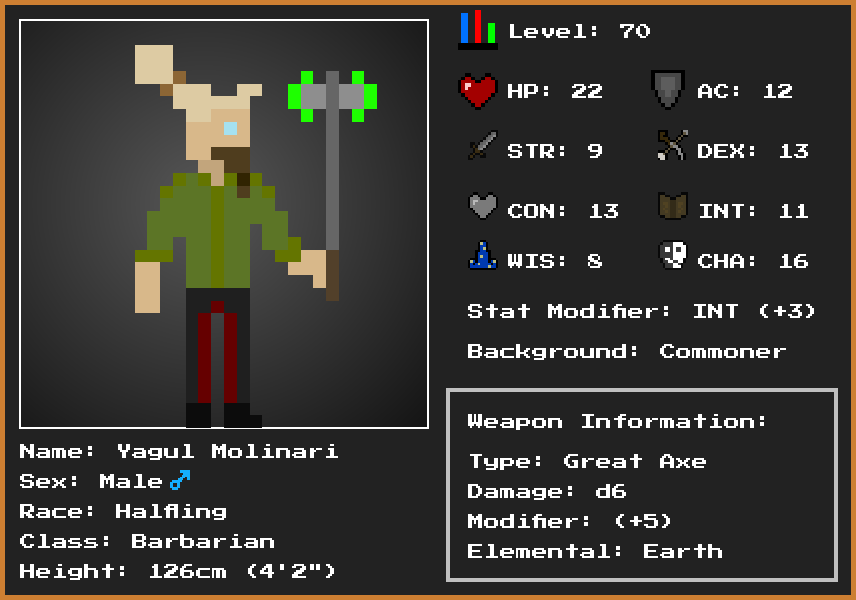 Level: 70
HP: 22
AC: 12
STR: 9
DEX: 13
CON: 13
INT: 11
WIS: 8
CHA: 16
Stat Modifier: INT (+3)
Background: Commoner
Weapon Information:
Type: Great Axe
Damage: d6
Modifier: (+5)
Elemental: Earth
Name: Yagul Molinari
Sex: Male♂
Race: Halfling
Class: Barbarian
Height: 126cm (4'2")